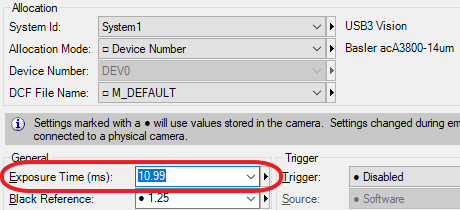 Allocation
System Id: System1 USB3 Vision
Allocation Mode: □ Device Number Basler acA3800-14um
Device Number: DEV0
DCF File Name: □ M_DEFAULT
Settings marked with a ● will use values stored in the camera. Settings changed during em
connected to a physical camera.
General Trigger
Exposure Time (ms): 10.99 Trigger: ● Disabled
Black Reference: ● 1.25 Source: ● Software